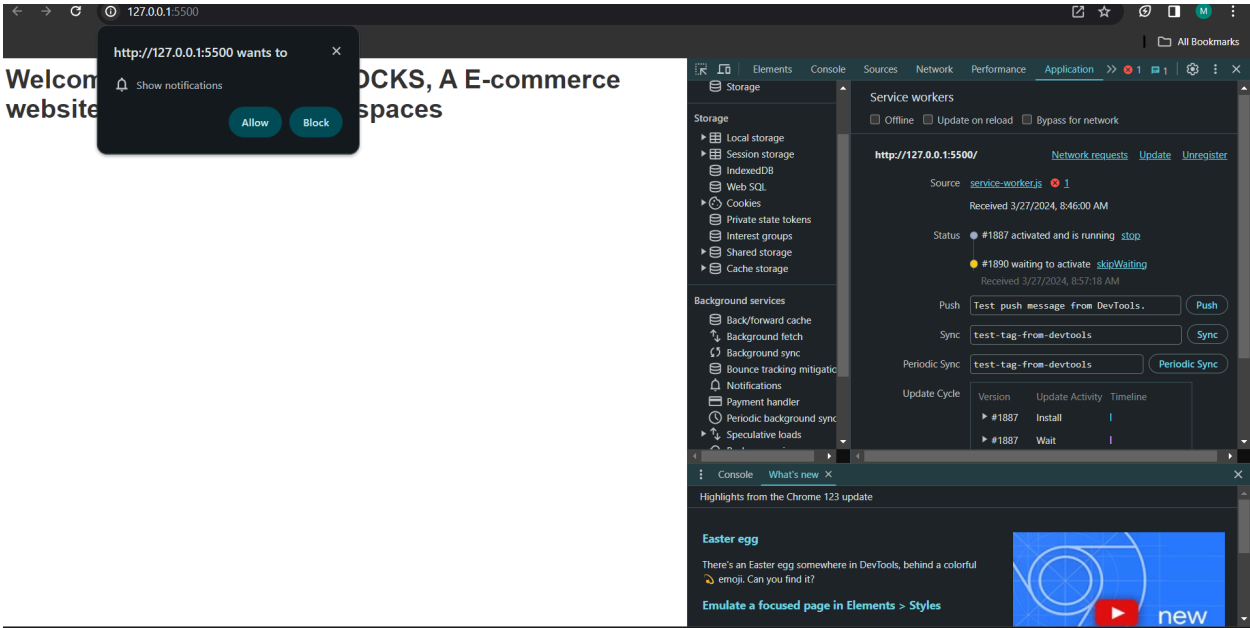 127.0.0.1:5500
M
All Bookmarks
http://127.0.0.1:5500 wants to
Show notifications
Allow Block
OCKS, A E-commerce
website spaces
Elements Console Sources Network Performance Application 1 1
Storage
Storage
Local storage
Session storage
IndexedDB
Web SQL
Cookies
Private state tokens
Interest groups
Shared storage
Cache storage
Background services
Back/forward cache
Background fetch
Background sync
Bounce tracking mitigatic
Notifications
Payment handler
Periodic background sync
Speculative loads
Service workers
Offline Update on reload Bypass for network
http://127.0.0.1:5500/ Network requests Update Unregister
Source service-worker.js 1
Received 3/27/2024, 8:46:00 AM
Status #1887 activated and is running stop
#1890 waiting to activate skipWaiting
Received 3/27/2024, 8:57:18 AM
Push Test push message from DevTools. Push
Sync test-tag-from-devtools Sync
Periodic Sync test-tag-from-devtools Periodic Sync
Update Cycle Version Update Activity Timeline
#1887 Install
#1887 Wait
Console What's new
Highlights from the Chrome 123 update
Easter egg
There's an Easter egg somewhere in DevTools, behind a colorful
emoji. Can you find it?
Emulate a focused page in Elements > Styles
new